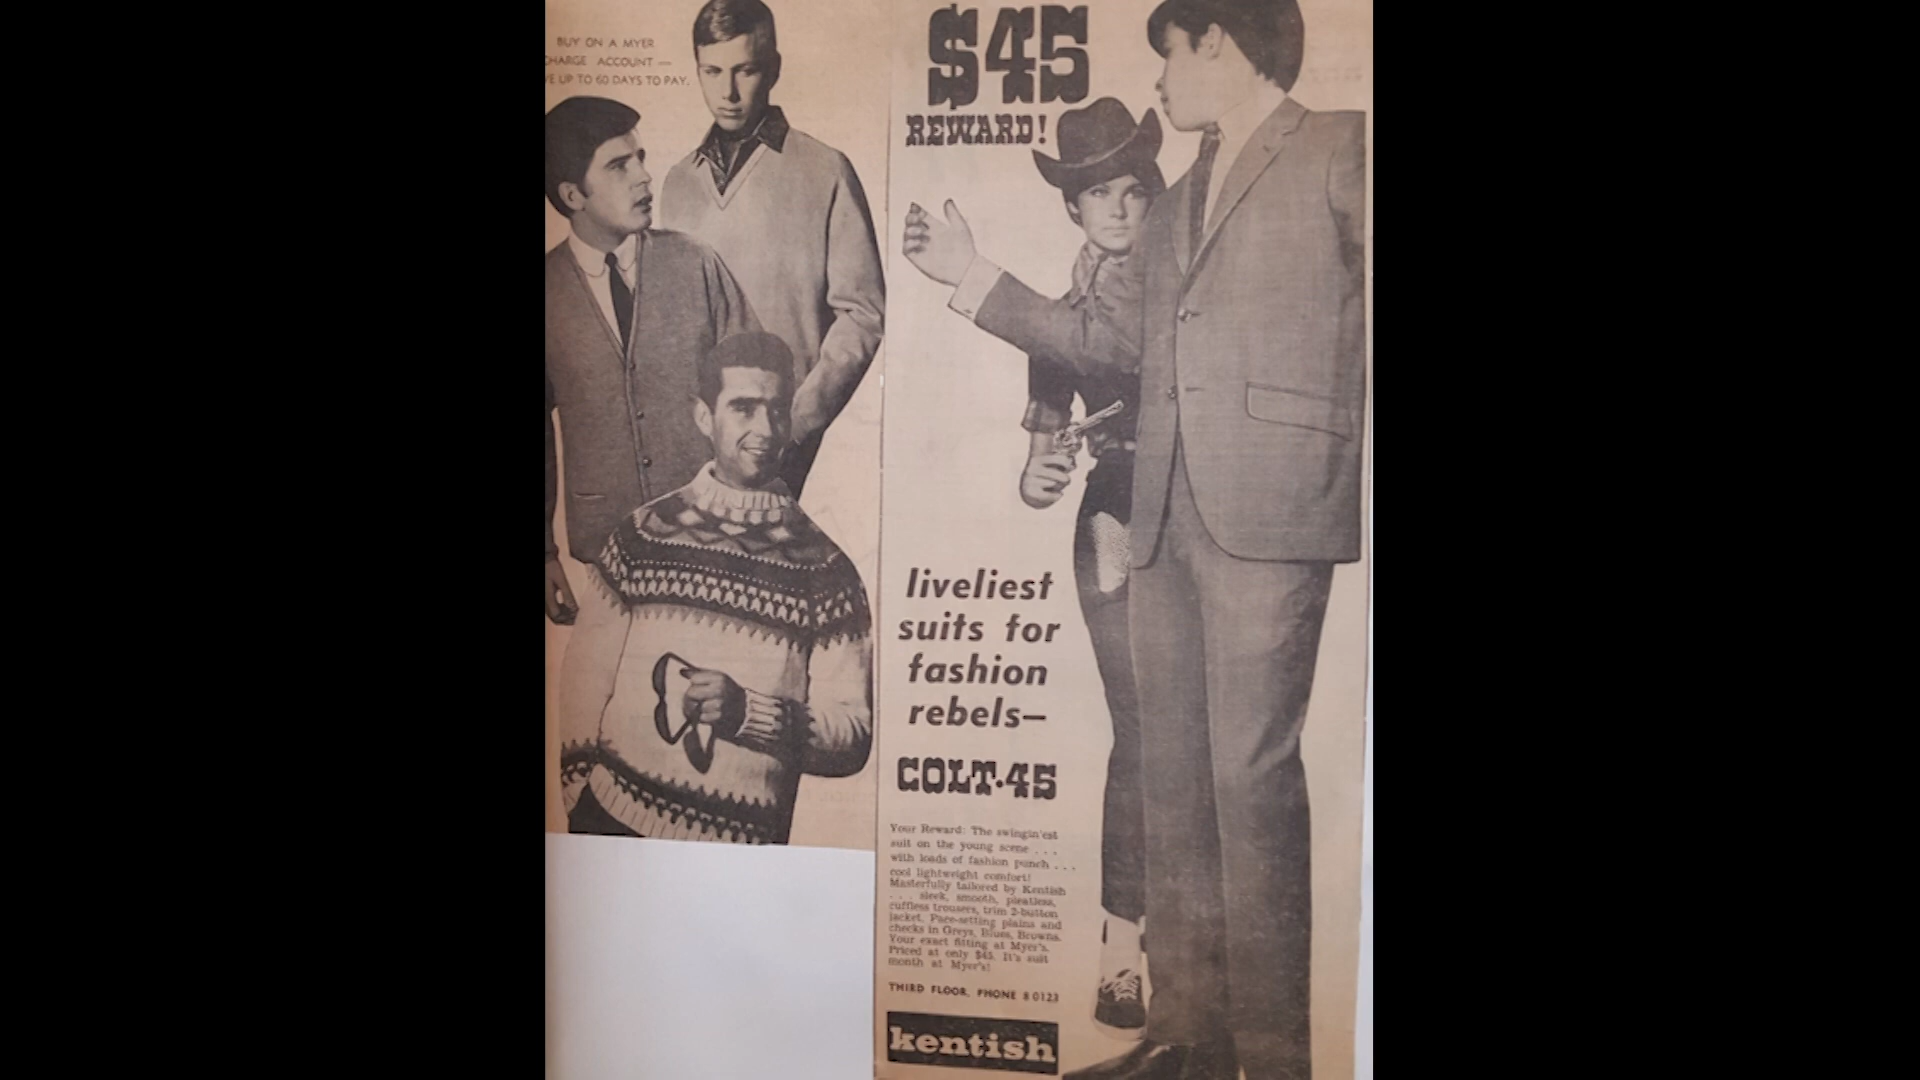 BUY ON A MYER
CHARGE ACCOUNT —
VE UP TO 60 DAYS TO PAY.
$45
REWARD!
liveliest
suits for
fashion
rebels—
COLT·45
Your Reward: The swingin'est
suit on the young scene . . .
with loads of fashion punch . . .
cool lightweight comfort!
Masterfully tailored by Kentish
. . . sleek, smooth, pleatless,
cuffless trousers, trim 2-button
jacket. Pace-setting plains and
checks in Greys, Blues, Browns.
Your exact fitting at Myer's.
Priced at only $45. It's suit
month at Myer's!
THIRD FLOOR, PHONE 8 0123
kentish